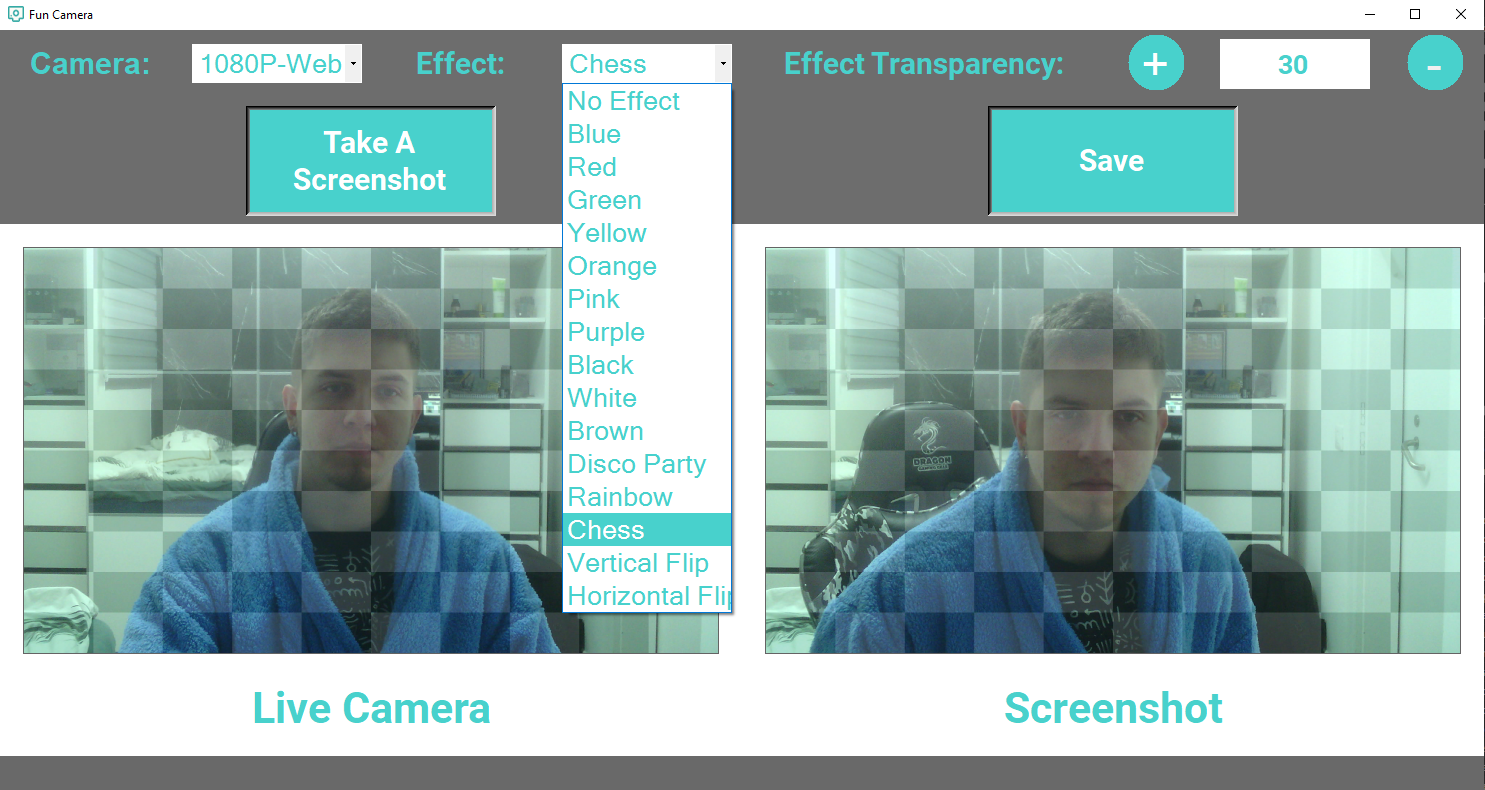 Fun Camera
Camera:
1080P-Web
Effect:
Chess
Effect Transparency:
+
30
-
No Effect
Blue
Red
Green
Yellow
Orange
Pink
Purple
Black
White
Brown
Disco Party
Rainbow
Chess
Vertical Flip
Horizontal Flip
Take A
Screenshot
Save
DRAGON
Live Camera
Screenshot